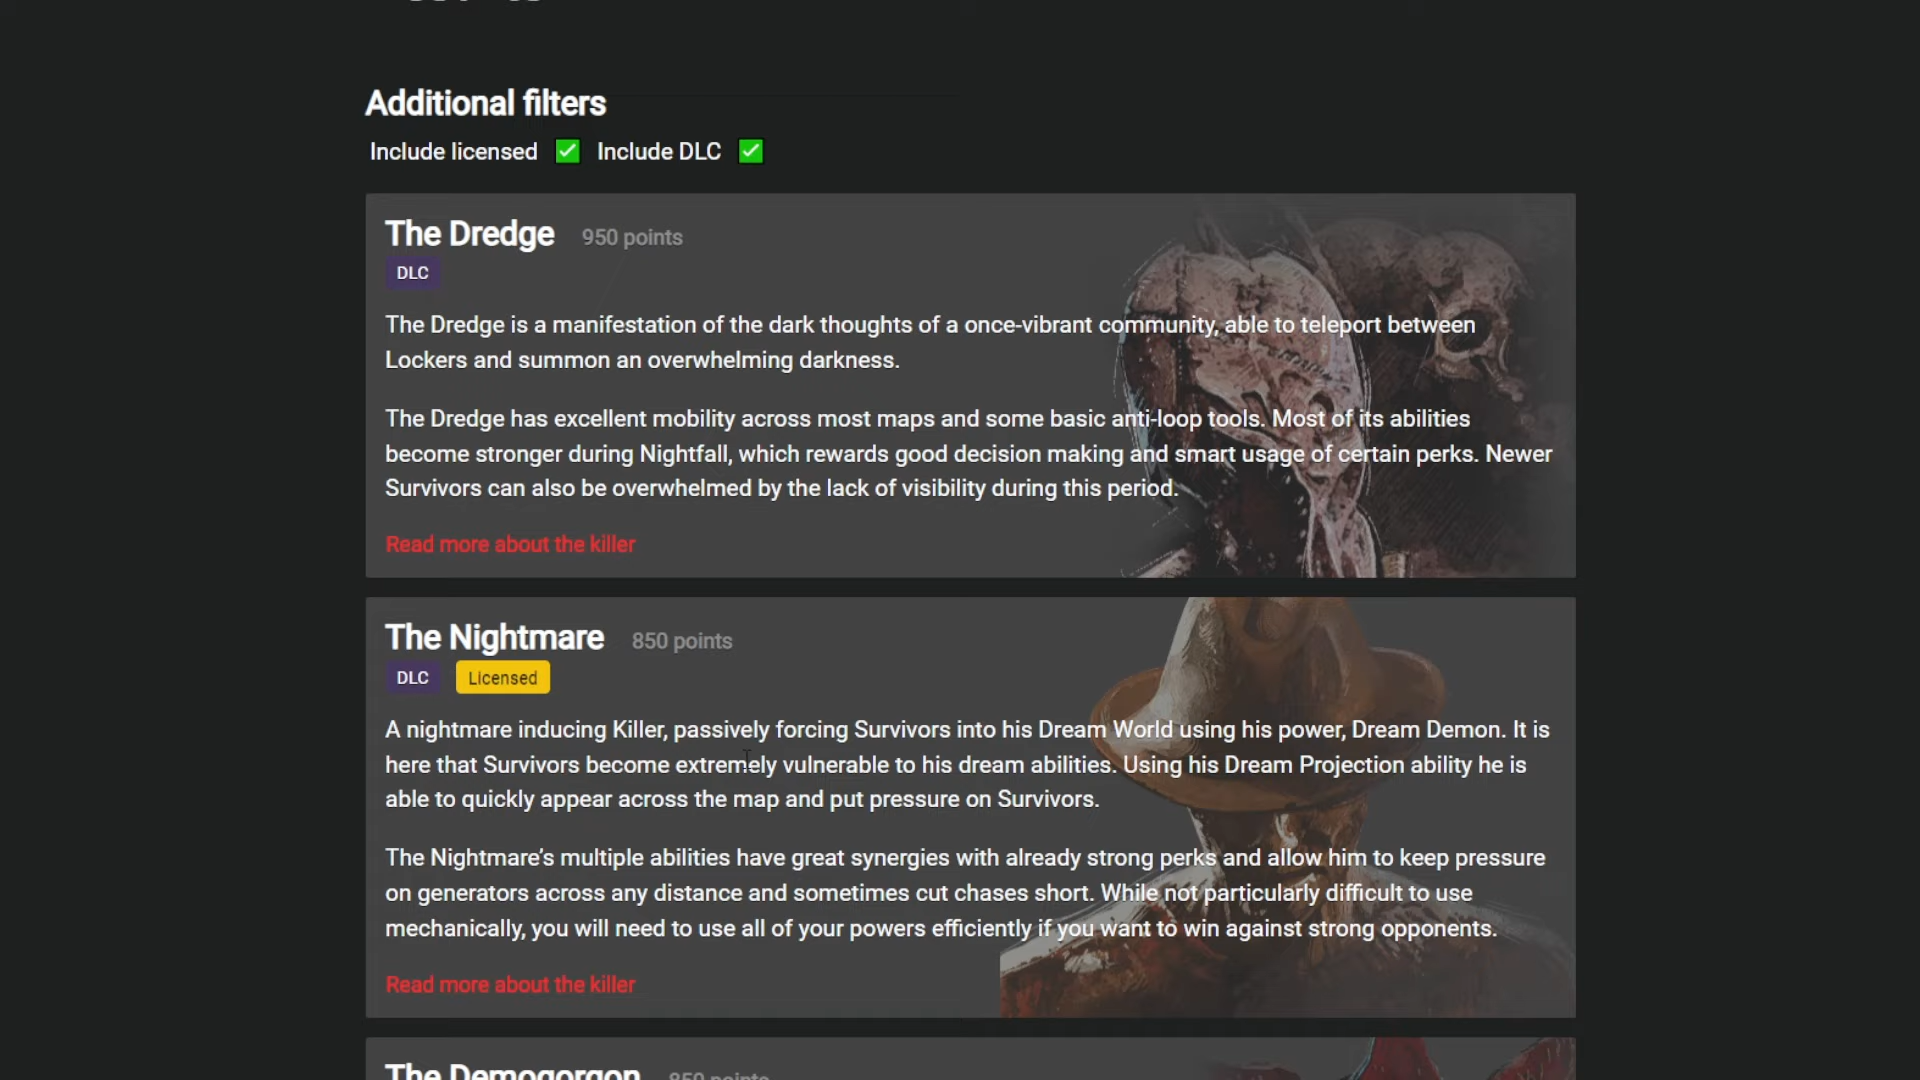 Additional filters
Include licensed Include DLC
The Dredge 950 points
DLC
The Dredge is a manifestation of the dark thoughts of a once-vibrant community, able to teleport between
Lockers and summon an overwhelming darkness.
The Dredge has excellent mobility across most maps and some basic anti-loop tools. Most of its abilities
become stronger during Nightfall, which rewards good decision making and smart usage of certain perks. Newer
Survivors can also be overwhelmed by the lack of visibility during this period.
Read more about the killer
The Nightmare 850 points
DLC Licensed
A nightmare inducing Killer, passively forcing Survivors into his Dream World using his power, Dream Demon. It is
here that Survivors become extremely vulnerable to his dream abilities. Using his Dream Projection ability he is
able to quickly appear across the map and put pressure on Survivors.
The Nightmare’s multiple abilities have great synergies with already strong perks and allow him to keep pressure
on generators across any distance and sometimes cut chases short. While not particularly difficult to use
mechanically, you will need to use all of your powers efficiently if you want to win against strong opponents.
Read more about the killer
The Demogorgon 850 points